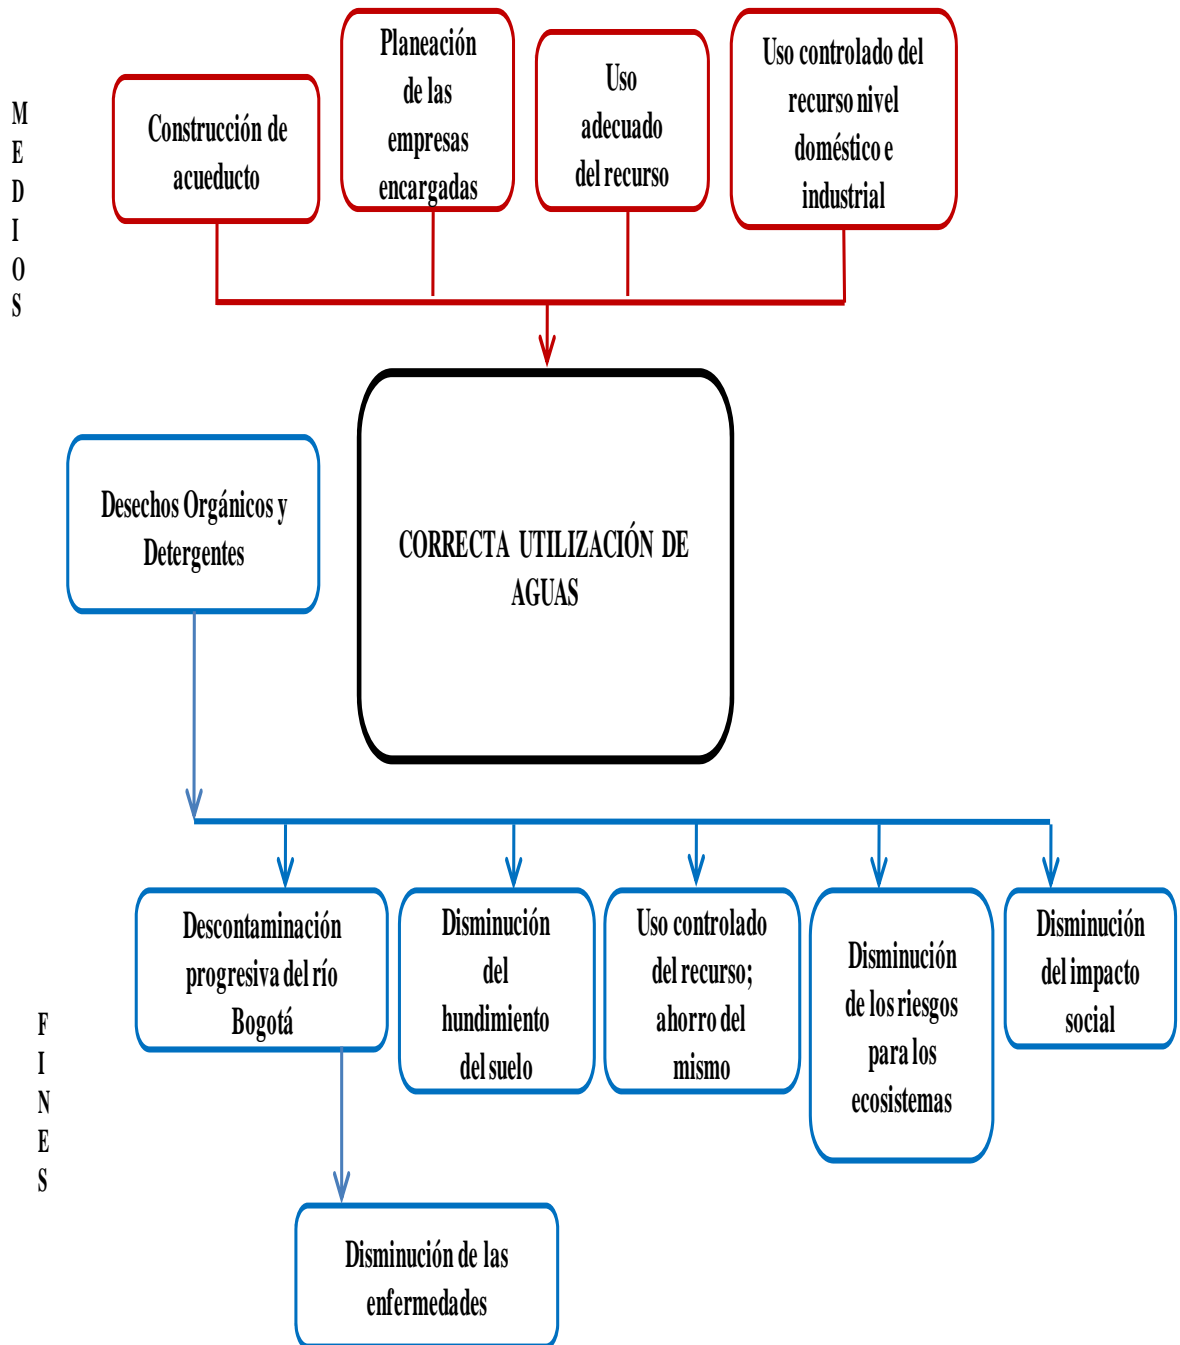 M
E
D
I
O
S
Construcción de
acueducto
Planeación
de las
empresas
encargadas
Uso
adecuado
del recurso
Uso controlado del
recurso nivel
doméstico e
industrial
Desechos Orgánicos y
Detergentes
CORRECTA UTILIZACIÓN DE
AGUAS
F
I
N
E
S
Descontaminación
progresiva del río
Bogotá
Disminución
del
hundimiento
del suelo
Uso controlado
del recurso;
ahorro del
mismo
Disminución
de los riesgos
para los
ecosistemas
Disminución
del impacto
social
Disminución de las
enfermedades